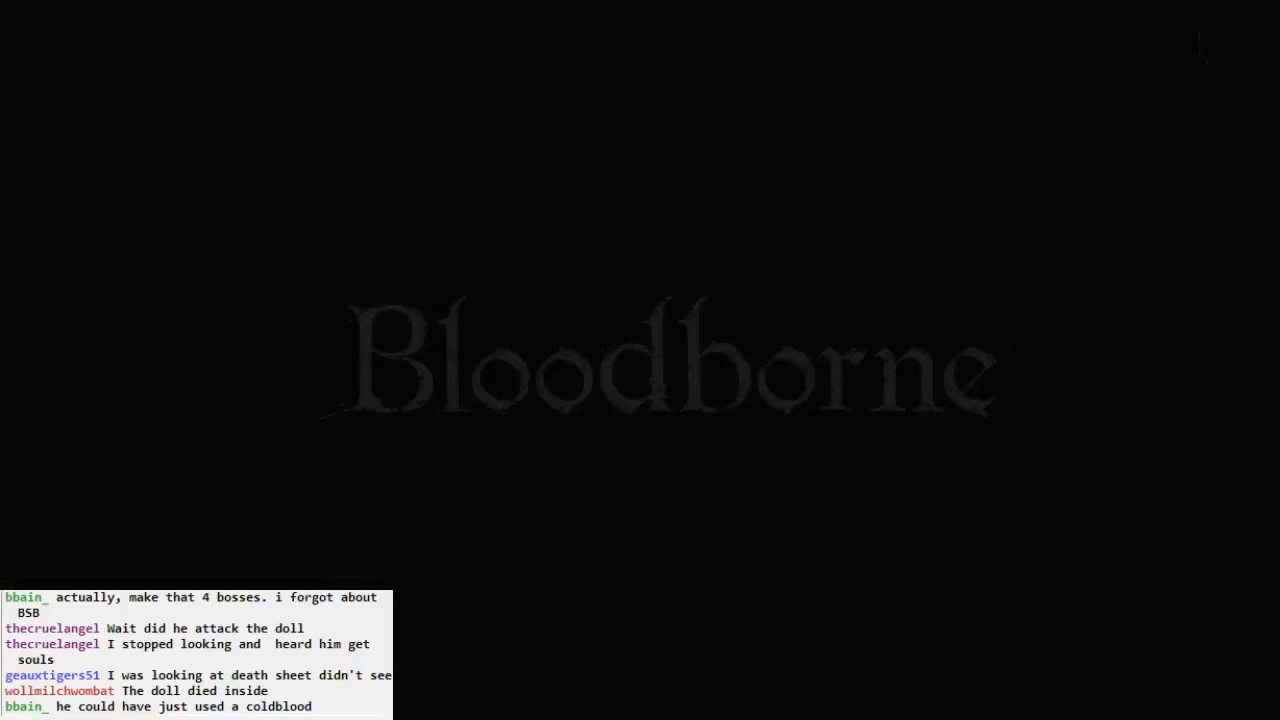 Bloodborne
bbain_ actually, make that 4 bosses. i forgot about
BSB
thecruelangel Wait did he attack the doll
thecruelangel I stopped looking and  heard him get
souls
geauxtigers51 I was looking at death sheet didn't see
wollmilchwombat The doll died inside
bbain_ he could have just used a coldblood